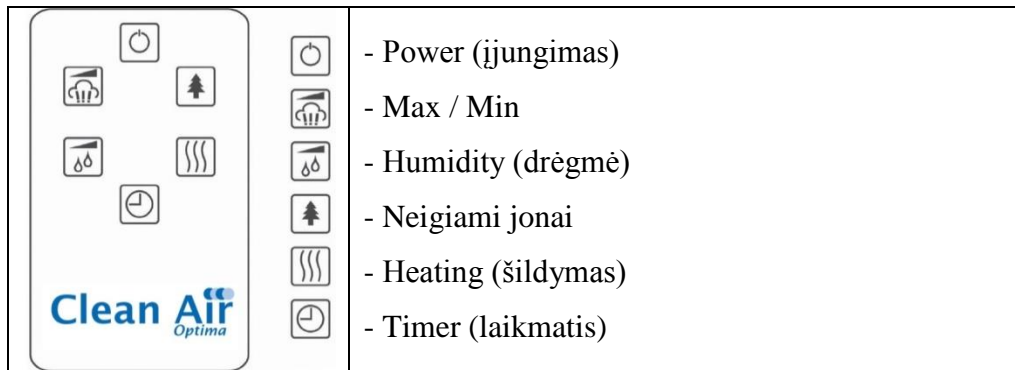 - Power (įjungimas)
- Max / Min
- Humidity (drėgmė)
- Neigiami jonai
- Heating (šildymas)
- Timer (laikmatis)
Clean Air
Optima